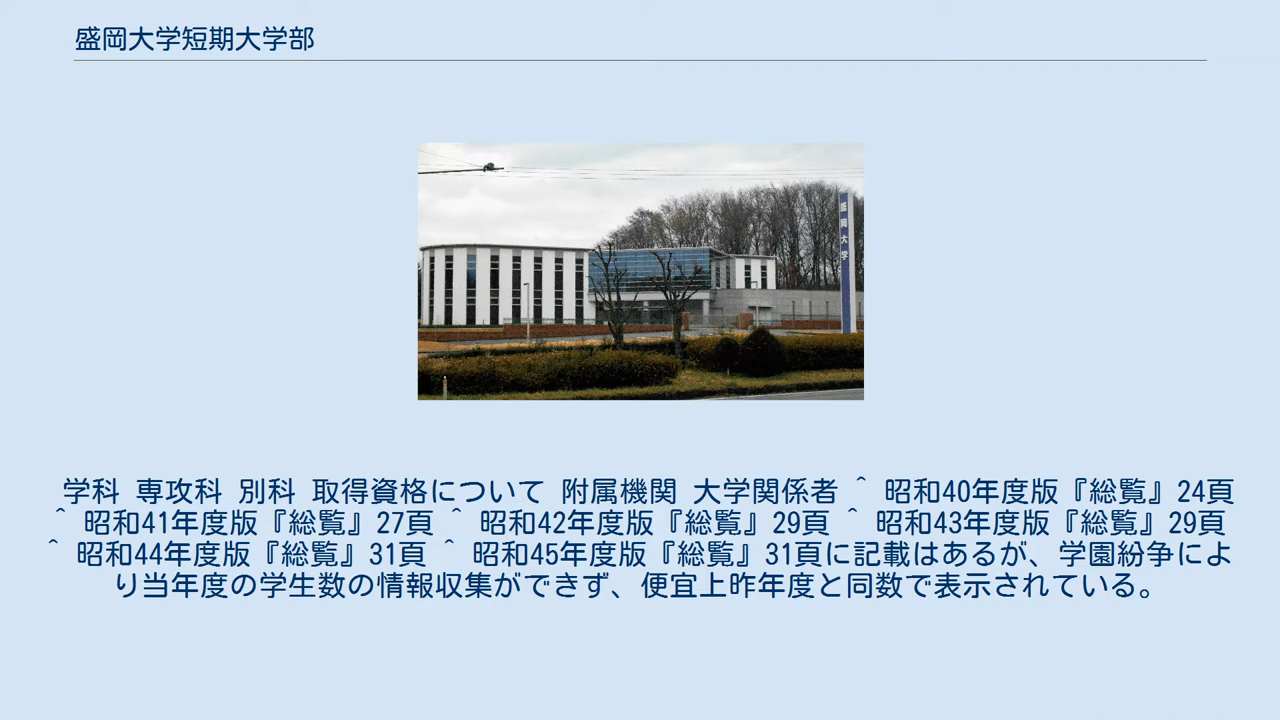 盛岡大学短期大学部
盛岡大学
学科 専攻科 別科 取得資格について 附属機関 大学関係者 ^ 昭和40年度版『総覧』24頁
^ 昭和41年度版『総覧』27頁 ^ 昭和42年度版『総覧』29頁 ^ 昭和43年度版『総覧』29頁
^ 昭和44年度版『総覧』31頁 ^ 昭和45年度版『総覧』31頁に記載はあるが、学園紛争によ
り当年度の学生数の情報収集ができず、便宜上昨年度と同数で表示されている。